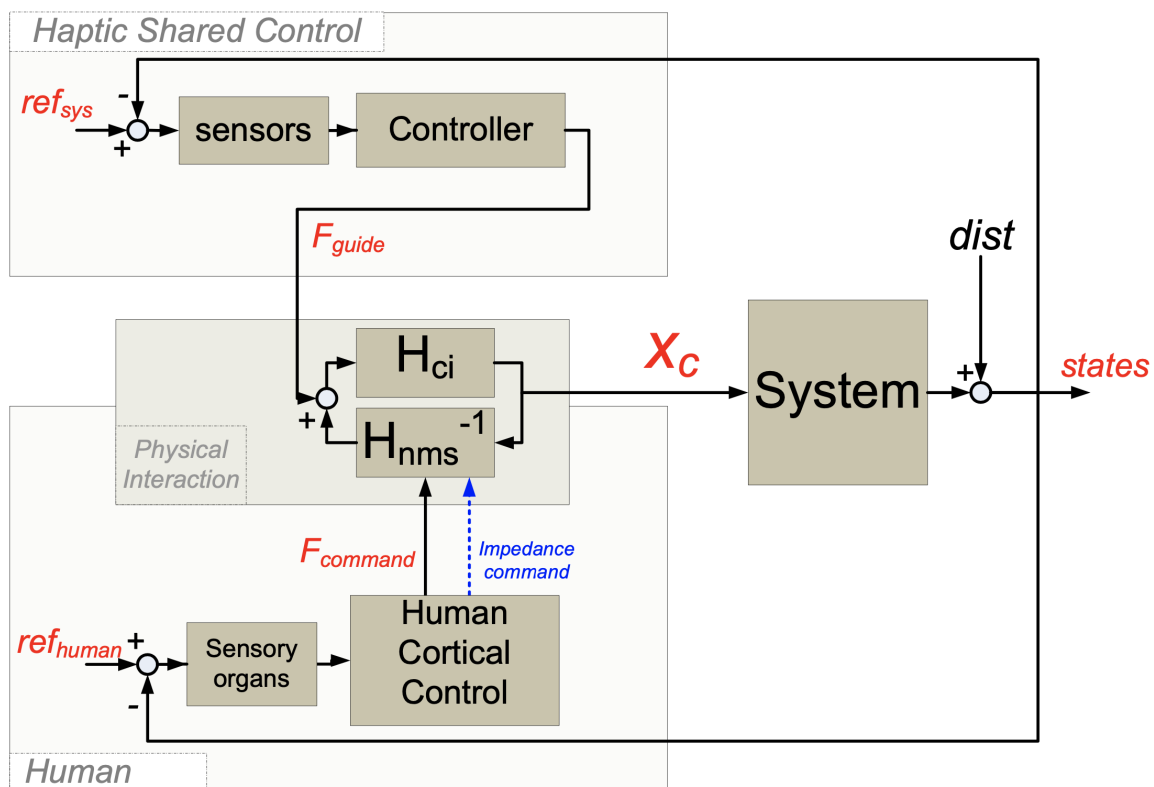 Haptic Shared Control
-
ref_sys
+
sensors
Controller
F_guide
dist
H_ci
X_c
+
states
System
+
H_nms^-1
Physical
Interaction
F_command
Impedance
command
Human
Cortical
Control
+
ref_human
Sensory
organs
-
Human